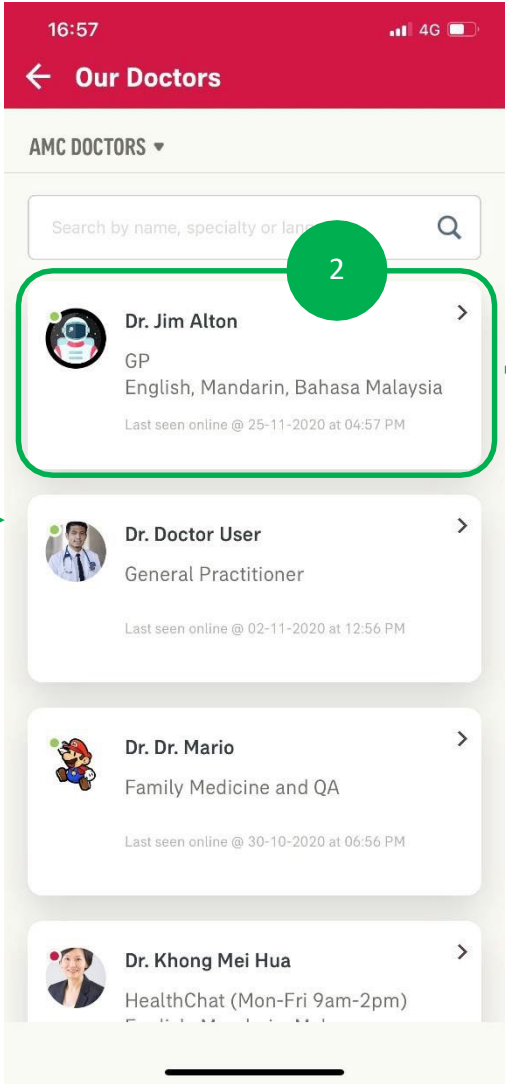 16:57
4G
Our Doctors
AMC DOCTORS
Search by name, specialty or
2
Dr. Jim Alton
GP
English, Mandarin, Bahasa Malaysia
Last seen online @ 25-11-2020 at 04:57 PM
Dr. Doctor User
General Practitioner
Last seen online @ 02-11-2020 at 12:56 PM
Dr. Dr. Mario
Family Medicine and QA
Last seen online @ 30-10-2020 at 06:56 PM
Dr. Khong Mei Hua
HealthChat (Mon-Fri 9am-2pm)